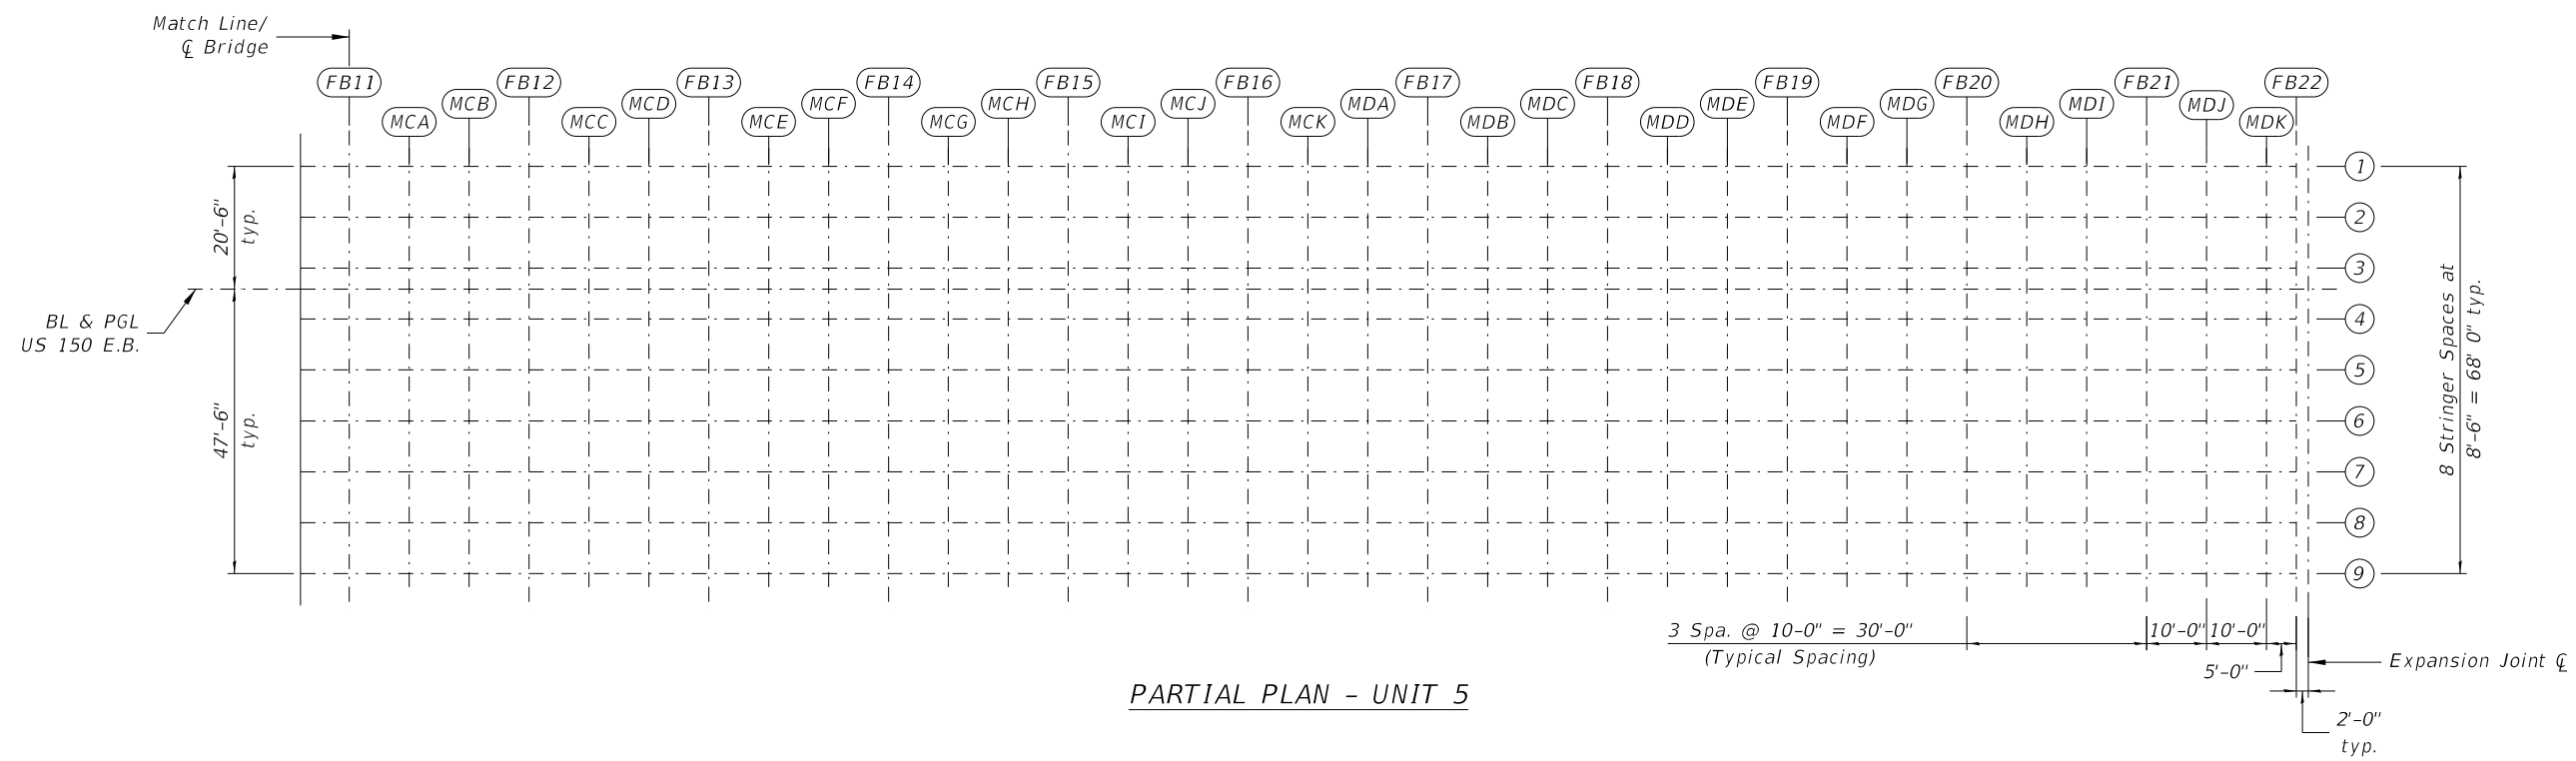 Match Line/
℄ Bridge
FB11
FB12
FB13
FB14
FB15
FB16
FB17
FB18
FB19
FB20
FB21
FB22
MCA
MCB
MCC
MCD
MCE
MCF
MCG
MCH
MCI
MCJ
MCK
MDA
MDB
MDC
MDD
MDE
MDF
MDG
MDH
MDI
MDJ
MDK
1
2
3
4
5
6
7
8
9
20'-6"
typ.
47'-6"
typ.
BL & PGL
US 150 E.B.
8 Stringer Spaces at
8'-6" = 68' 0" typ.
3 Spa. @ 10-0" = 30'-0"
(Typical Spacing)
10'-0"
10'-0"
5'-0"
Expansion Joint ℄
2'-0"
typ.
PARTIAL PLAN - UNIT 5